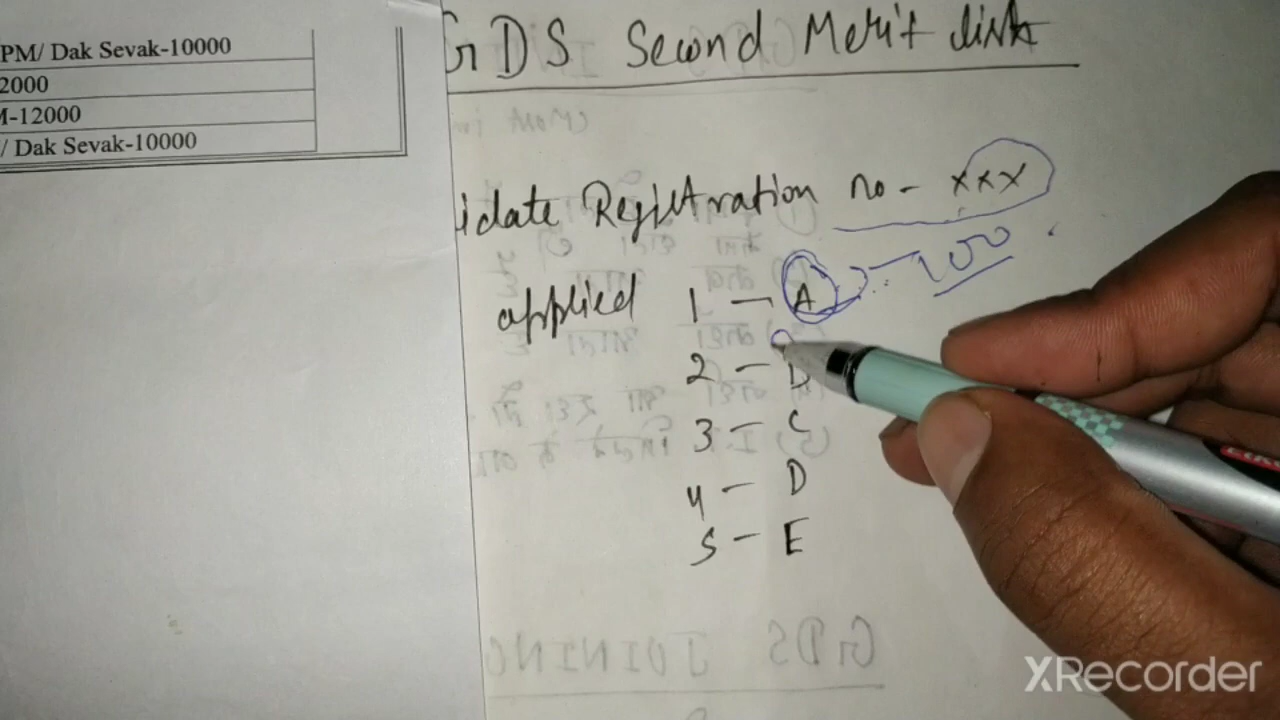 PM/ Dak Sevak-10000
2000
M-12000
/ Dak Sevak-10000
GDS Second Merit list
idate Registration no - xxx
100
applied 1 - A
2 -
3 - C
4 - D
5 - E
GDS JOINING
XRecorder